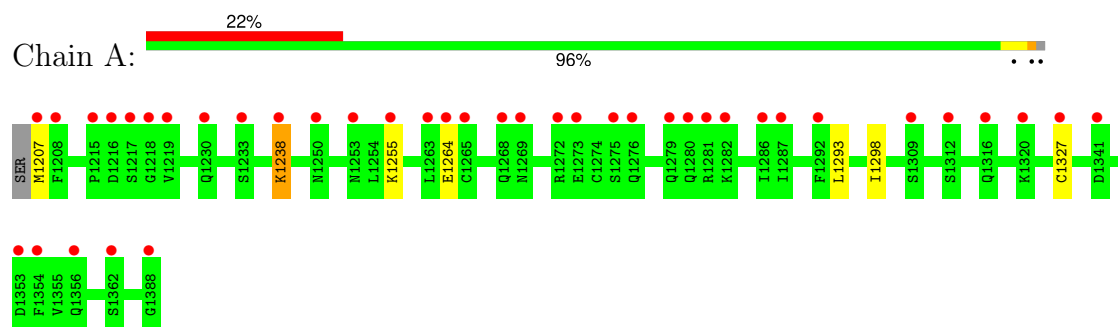 22%
Chain A:
96%
• ••
SER M1207 F1208 P1215 D1216 S1217 G1218 V1219 Q1230 S1233 K1238 N1250 N1253 L1254 K1255 L1263 E1264 C1265 Q1268 N1269 R1272 E1273 C1274 S1275 Q1276 Q1279 Q1280 R1281 K1282 I1286 I1287 F1292 L1293 I1298 S1309 S1312 Q1316 K1320 C1327 D1341
D1353 F1354 V1355 Q1356 S1362 G1388